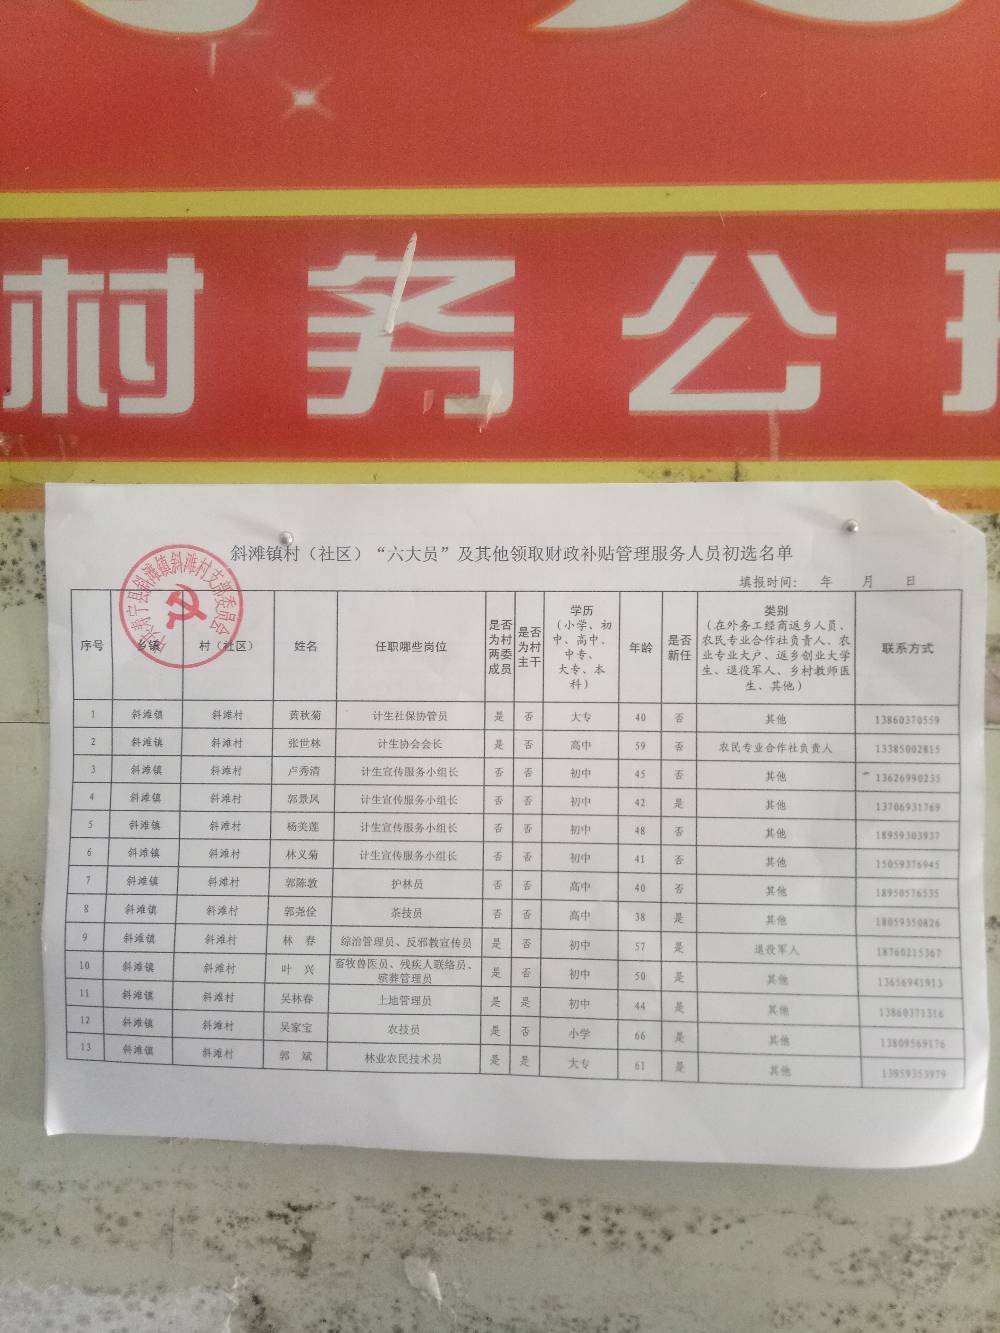 村务公
斜滩镇村（社区）“六大员”及其他领取财政补贴管理服务人员初选名单
填报时间： 年 月 日
序号 乡镇 村（社区） 姓名 任职哪些岗位 是否为村两委成员 是否为村主干 学历（小学、初中、高中、中专、大专、本科） 年龄 是否新任 类别（在外务工经商返乡人员、农民专业合作社负责人、农业专业大户、返乡创业大学生、退役军人、乡村教师医生、其他） 联系方式
1 斜滩镇 斜滩村 黄秋菊 计生社保协管员 是 否 大专 40 否 其他 13860370559
2 斜滩镇 斜滩村 张世林 计生协会会长 是 否 高中 59 否 农民专业合作社负责人 13385002815
3 斜滩镇 斜滩村 卢秀清 计生宣传服务小组长 否 否 初中 45 否 其他 13626990235
4 斜滩镇 斜滩村 郭景凤 计生宣传服务小组长 否 否 初中 42 是 其他 13706931769
5 斜滩镇 斜滩村 杨美莲 计生宣传服务小组长 否 否 初中 48 否 其他 18959303937
6 斜滩镇 斜滩村 林义菊 计生宣传服务小组长 否 否 初中 41 否 其他 15059376945
7 斜滩镇 斜滩村 郭陈敦 护林员 否 否 高中 40 否 其他 18950576535
8 斜滩镇 斜滩村 郭尧佺 茶技员 否 否 高中 38 是 其他 18059350826
9 斜滩镇 斜滩村 林 春 综治管理员、反邪教宣传员 是 否 初中 57 是 退役军人 18760215367
10 斜滩镇 斜滩村 叶 兴 畜牧兽医员、残疾人联络员、殡葬管理员 是 否 初中 50 是 其他 13656941913
11 斜滩镇 斜滩村 吴林春 土地管理员 是 是 初中 44 是 其他 13860371316
12 斜滩镇 斜滩村 吴家宝 农技员 是 否 小学 66 是 其他 13809569176
13 斜滩镇 斜滩村 郭 斌 林业农民技术员 是 是 大专 61 是 其他 13959353979
宁县斜滩镇斜滩村支部委员会